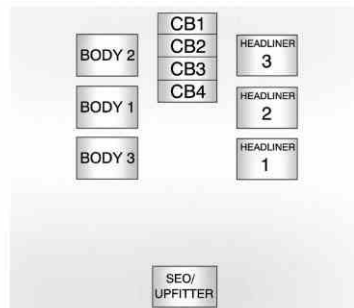 CB1
CB2
CB3
CB4
BODY 2
BODY 1
BODY 3
HEADLINER
3
HEADLINER
2
HEADLINER
1
SEO/
UPFITTER